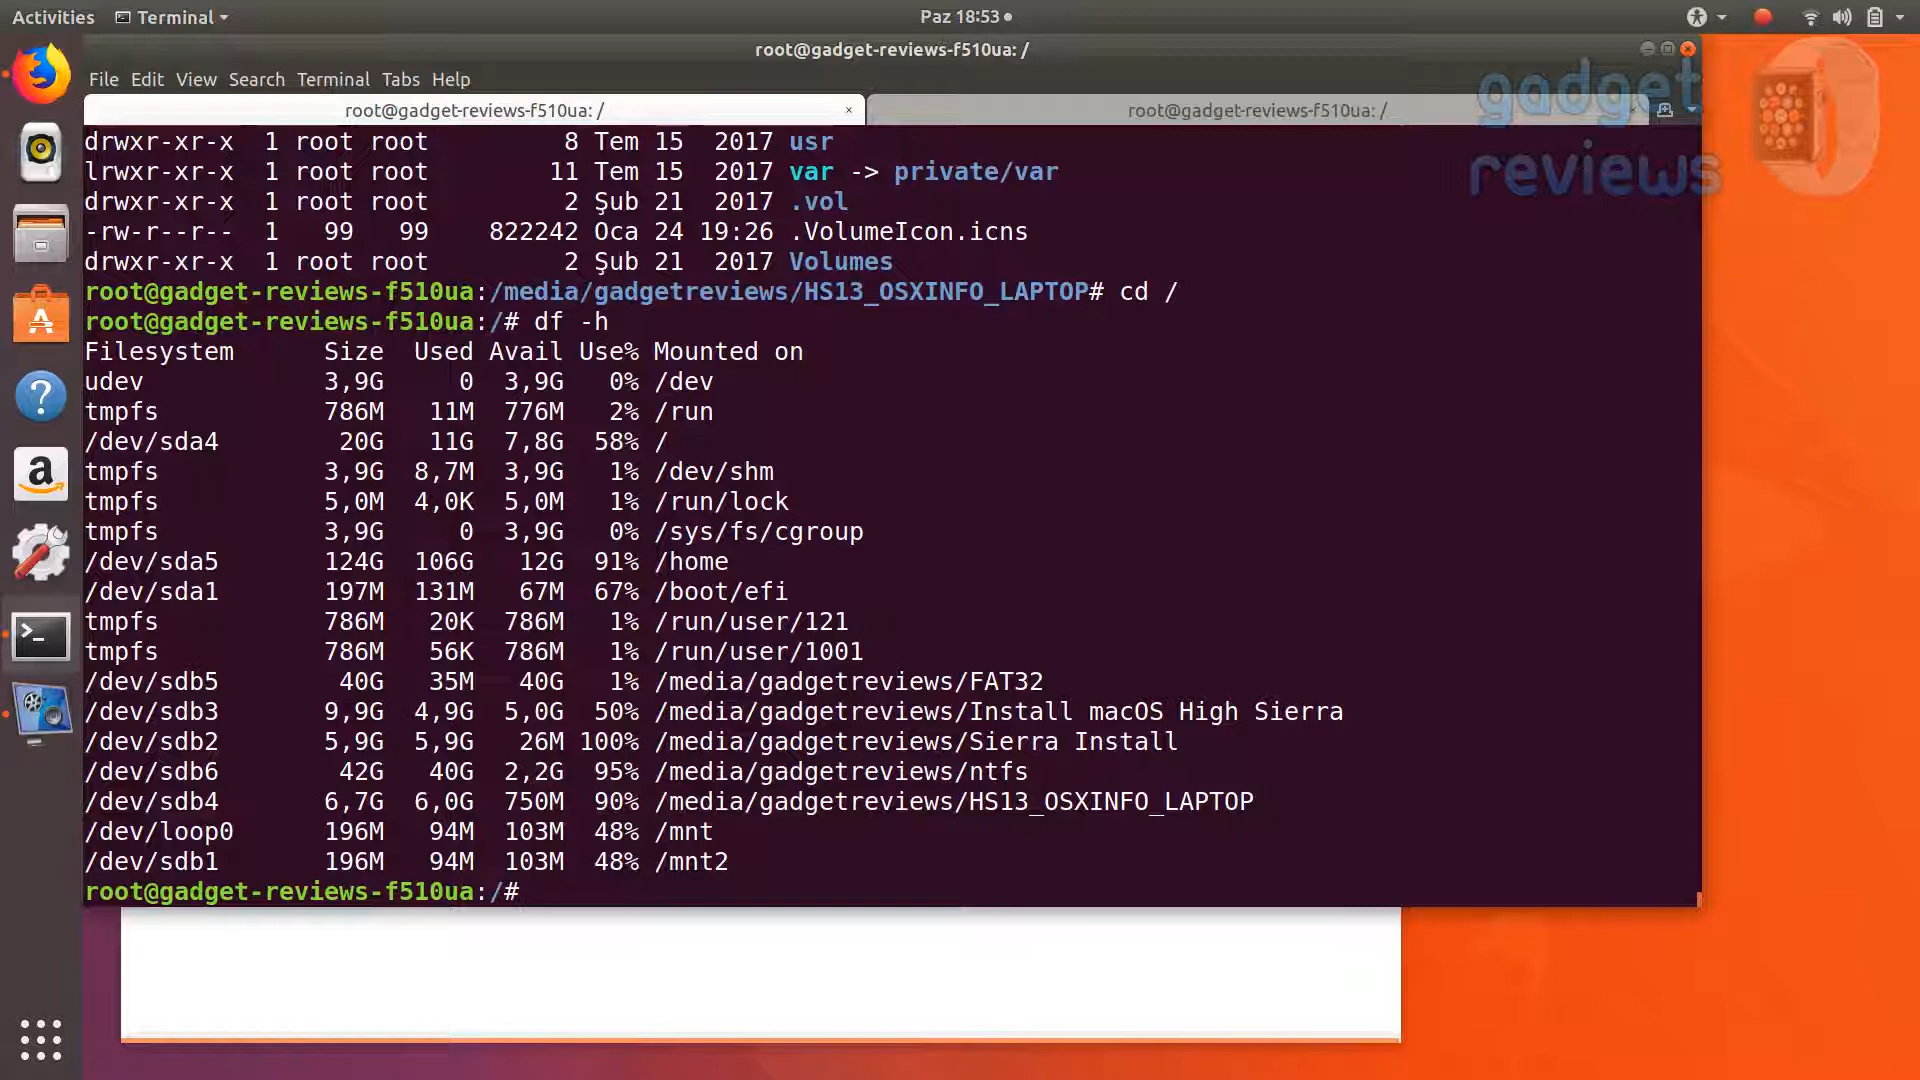 Activities Terminal Paz 18:53
root@gadget-reviews-f510ua: /
File Edit View Search Terminal Tabs Help
root@gadget-reviews-f510ua: / × root@gadget-reviews-f510ua: / ×
gadget
reviews
drwxr-xr-x 1 root root 8 Tem 15 2017 usr
lrwxr-xr-x 1 root root 11 Tem 15 2017 var -> private/var
drwxr-xr-x 1 root root 2 Şub 21 2017 .vol
-rw-r--r-- 1 99 99 822242 Oca 24 19:26 .VolumeIcon.icns
drwxr-xr-x 1 root root 2 Şub 21 2017 Volumes
root@gadget-reviews-f510ua:/media/gadgetreviews/HS13_OSXINFO_LAPTOP# cd /
root@gadget-reviews-f510ua:/# df -h
Filesystem Size Used Avail Use% Mounted on
udev 3,9G 0 3,9G 0% /dev
tmpfs 786M 11M 776M 2% /run
/dev/sda4 20G 11G 7,8G 58% /
tmpfs 3,9G 8,7M 3,9G 1% /dev/shm
tmpfs 5,0M 4,0K 5,0M 1% /run/lock
tmpfs 3,9G 0 3,9G 0% /sys/fs/cgroup
/dev/sda5 124G 106G 12G 91% /home
/dev/sda1 197M 131M 67M 67% /boot/efi
tmpfs 786M 20K 786M 1% /run/user/121
tmpfs 786M 56K 786M 1% /run/user/1001
/dev/sdb5 40G 35M 40G 1% /media/gadgetreviews/FAT32
/dev/sdb3 9,9G 4,9G 5,0G 50% /media/gadgetreviews/Install macOS High Sierra
/dev/sdb2 5,9G 5,9G 26M 100% /media/gadgetreviews/Sierra Install
/dev/sdb6 42G 40G 2,2G 95% /media/gadgetreviews/ntfs
/dev/sdb4 6,7G 6,0G 750M 90% /media/gadgetreviews/HS13_OSXINFO_LAPTOP
/dev/loop0 196M 94M 103M 48% /mnt
/dev/sdb1 196M 94M 103M 48% /mnt2
root@gadget-reviews-f510ua:/#